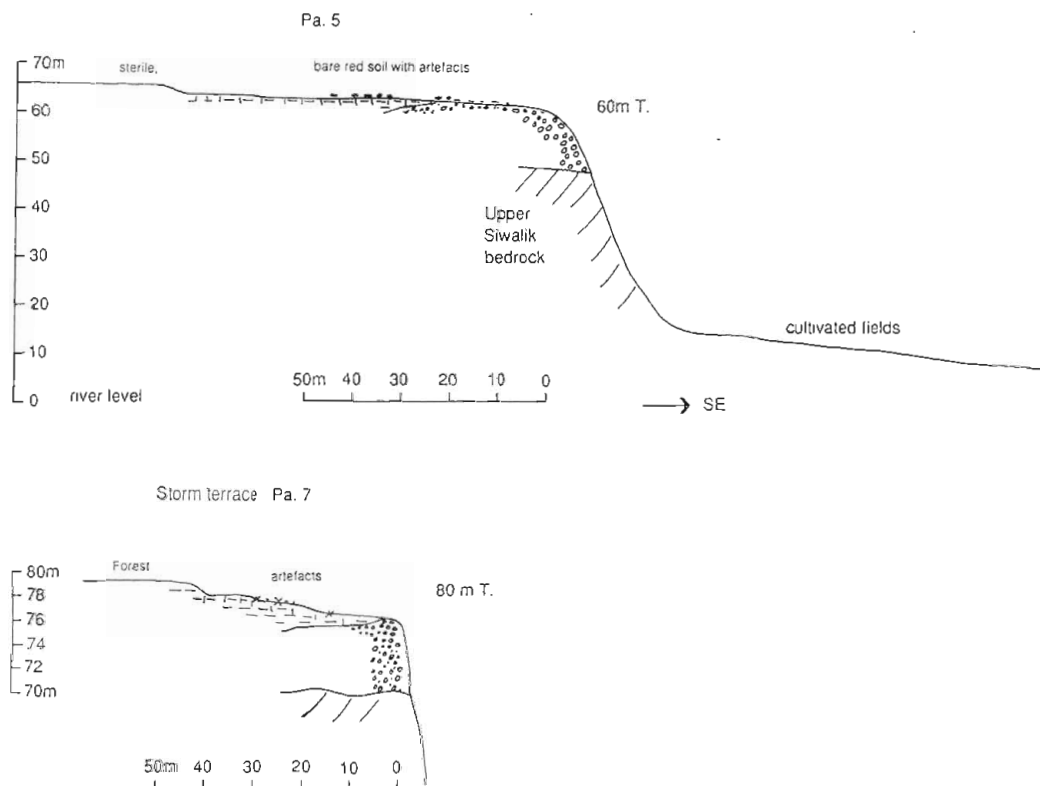 Pa. 5
70m
sterile,
bare red soil with artefacts
60
60m T.
50
40
Upper
Siwalik
bedrock
30
20
cultivated fields
10
50m 40 30 20 10 0
0
river level
SE
Storm terrace Pa. 7
80m
Forest
artefacts
80 m T.
78
76
74
72
70m
50m 40 30 20 10 0